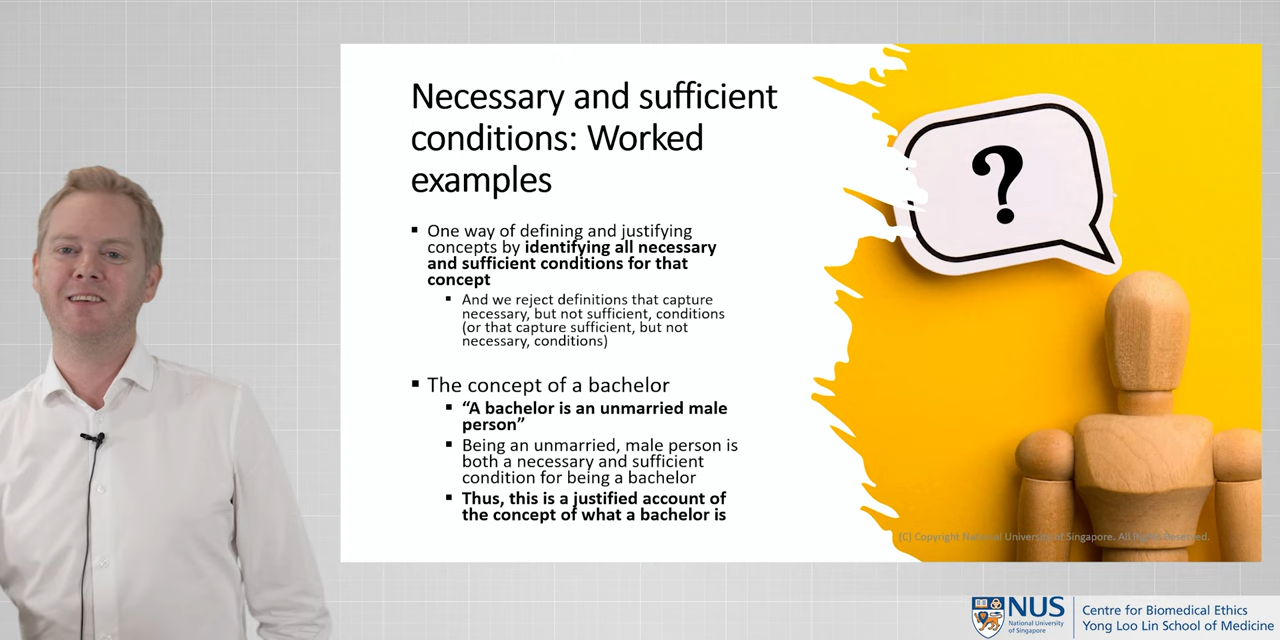 Necessary and sufficient
conditions: Worked
examples
▪ One way of defining and justifying
concepts by identifying all necessary
and sufficient conditions for that
concept
▪ And we reject definitions that capture
necessary, but not sufficient, conditions
(or that capture sufficient, but not
necessary, conditions)
▪ The concept of a bachelor
▪ “A bachelor is an unmarried male
person”
▪ Being an unmarried, male person is
both a necessary and sufficient
condition for being a bachelor
▪ Thus, this is a justified account of
the concept of what a bachelor is
?
(C) Copyright National University of Singapore. All Rights Reserved.
NUS
National University
of Singapore
Centre for Biomedical Ethics
Yong Loo Lin School of Medicine